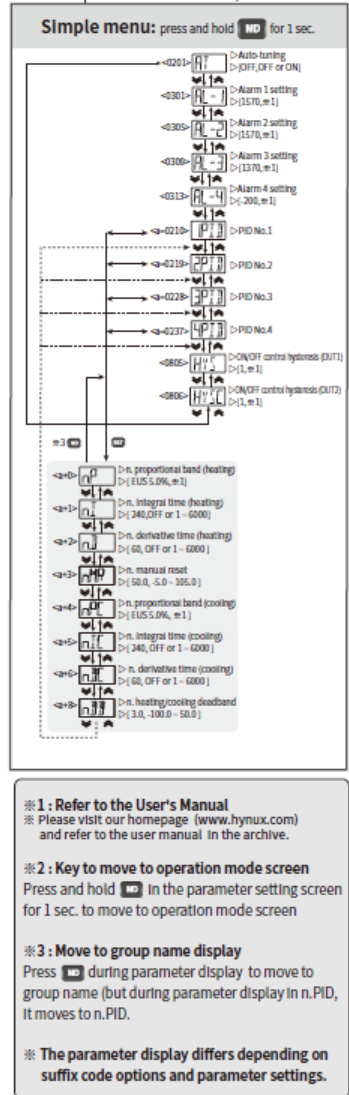 Simple menu: press and hold MD for 1 sec.
<0201> AT ▷Auto-tuning
▷[OFF,OFF or ON]
<0301> AL-1 ▷Alarm 1 setting
▷[1570,※1]
<0305> AL-2 ▷Alarm 2 setting
▷[1570,※1]
<0309> AL-3 ▷Alarm 3 setting
▷[1370,※1]
<0313> AL-4 ▷Alarm 4 setting
▷[-200,※1]
<a=0210> 1PID ▷PID No.1
<a=0219> 2PID ▷PID No.2
<a=0228> 3PID ▷PID No.3
<a=0237> 4PID ▷PID No.4
<0805> HYS ▷ON/OFF control hysteresis (OUT1)
▷[1,※1]
<0806> HYSC ▷ON/OFF control hysteresis (OUT2)
▷[1,※1]
※3 MD SET
<a+0> n.P ▷n. proportional band (heating)
▷[ EUS 5.0%, ※1]
<a+1> n.I ▷n. integral time (heating)
▷[ 240,OFF or 1 ~ 6000]
<a+2> n.D ▷n. derivative time (heating)
▷[ 60, OFF or 1 ~ 6000 ]
<a+3> n.MR ▷n. manual reset
▷[ 50.0, -5.0 ~ 105.0 ]
<a+4> n.PC ▷n. proportional band (cooling)
▷[ EUS 5.0%, ※1 ]
<a+5> n.IC ▷n. integral time (cooling)
▷[ 240, OFF or 1 ~ 6000 ]
<a+6> n.DC ▷n. derivative time (cooling)
▷[ 60, OFF or 1 ~ 6000 ]
<a+8> n.DB ▷n. heating/cooling deadband
▷[ 3.0, -100.0 ~ 50.0 ]
※1 : Refer to the User's Manual
※ Please visit our homepage (www.hynux.com)
and refer to the user manual in the archive.
※2 : Key to move to operation mode screen
Press and hold MD in the parameter setting screen
for 1 sec. to move to operation mode screen
※3 : Move to group name display
Press MD during parameter display to move to
group name (but during parameter display in n.PID,
it moves to n.PID.
※ The parameter display differs depending on
suffix code options and parameter settings.